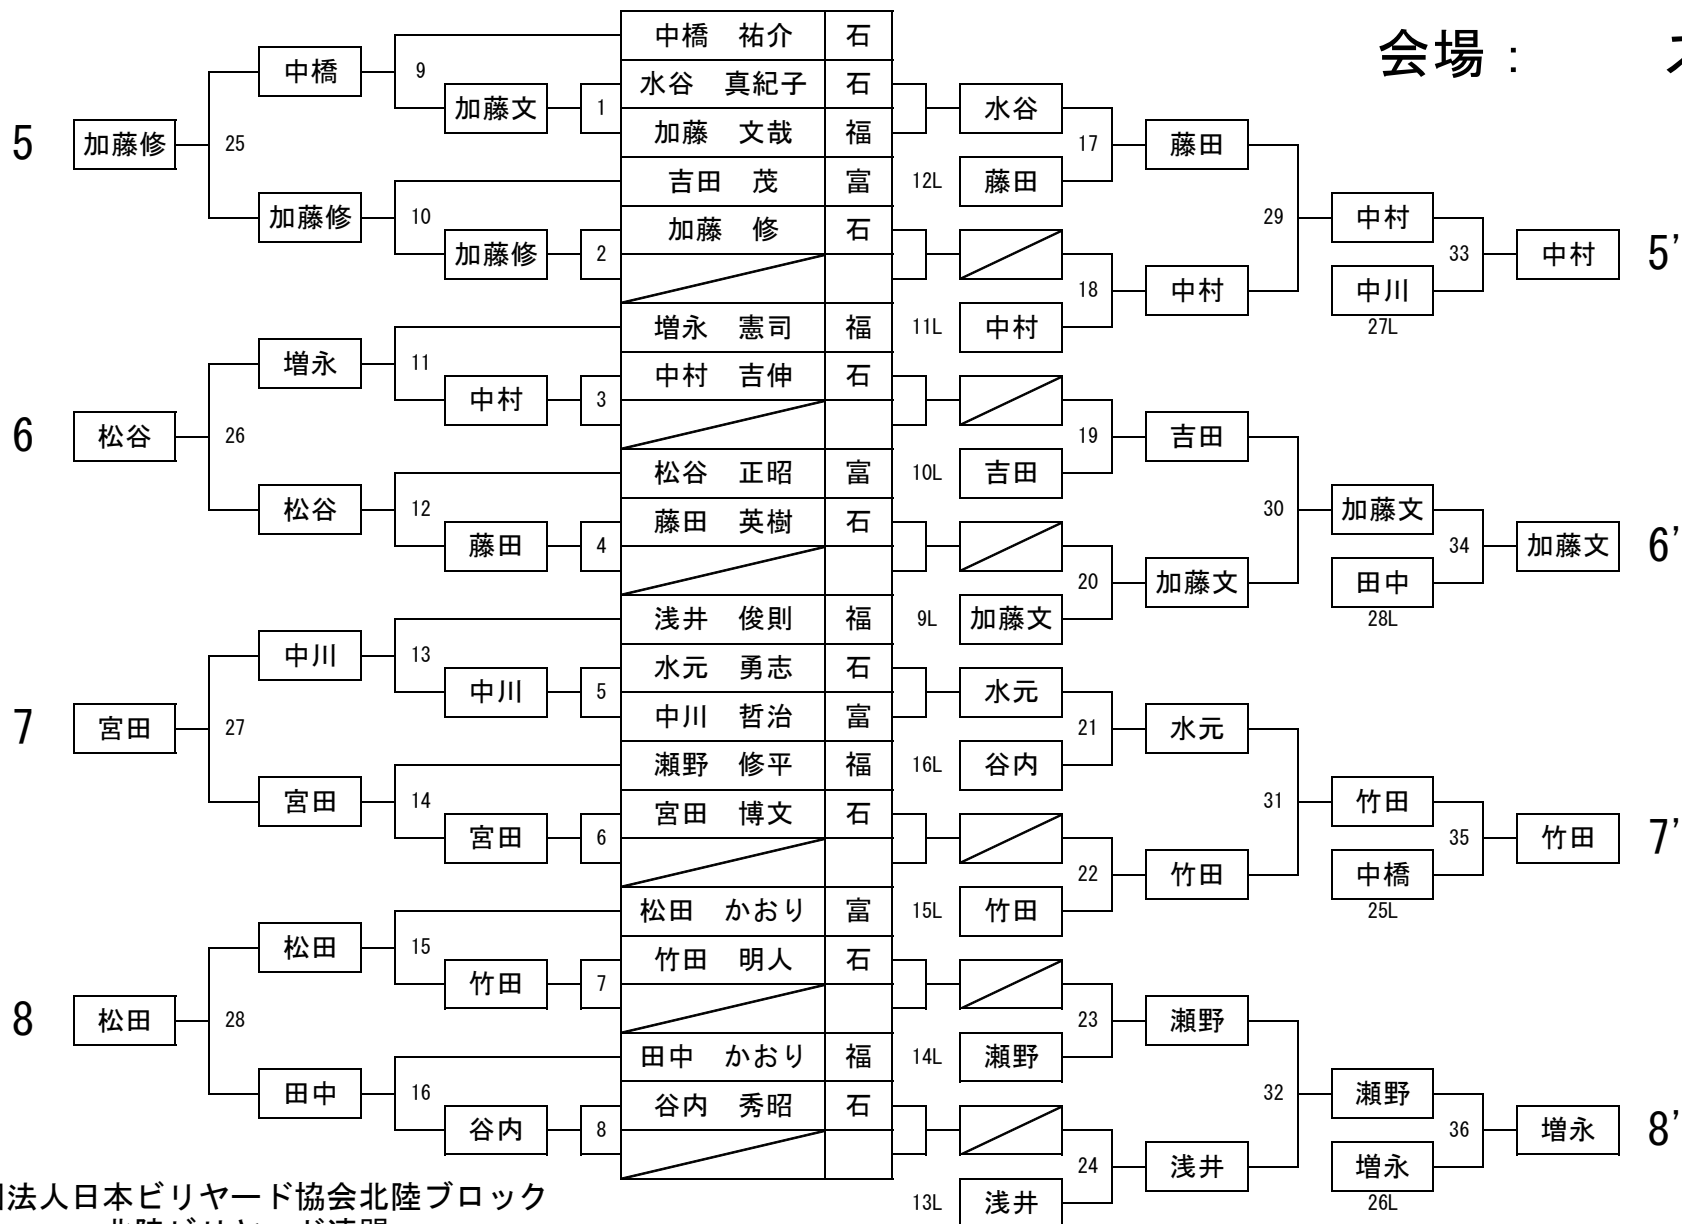 会場：
中橋　祐介 石
水谷　真紀子 石
加藤　文哉 福
吉田　茂 富
加藤　修 石
増永　憲司 福
中村　吉伸 石
松谷　正昭 富
藤田　英樹 石
浅井　俊則 福
水元　勇志 石
中川　哲治 富
瀬野　修平 福
宮田　博文 石
松田　かおり 富
竹田　明人 石
田中　かおり 福
谷内　秀昭 石
1
2
3
4
5
6
7
8
加藤文
加藤修
中村
藤田
中川
宮田
竹田
谷内
9
10
11
12
13
14
15
16
中橋
加藤修
増永
松谷
中川
宮田
松田
田中
25
26
27
28
5 加藤修
6 松谷
7 宮田
8 松田
水谷
12L 藤田
11L 中村
10L 吉田
9L 加藤文
水元
16L 谷内
15L 竹田
14L 瀬野
13L 浅井
17
18
19
20
21
22
23
24
藤田
中村
吉田
加藤文
水元
竹田
瀬野
浅井
29
30
31
32
中村
中川
27L
加藤文
田中
28L
竹田
中橋
25L
瀬野
増永
26L
33
34
35
36
中村 5'
加藤文 6'
竹田 7'
増永 8'
法人日本ビリヤード協会北陸ブロック